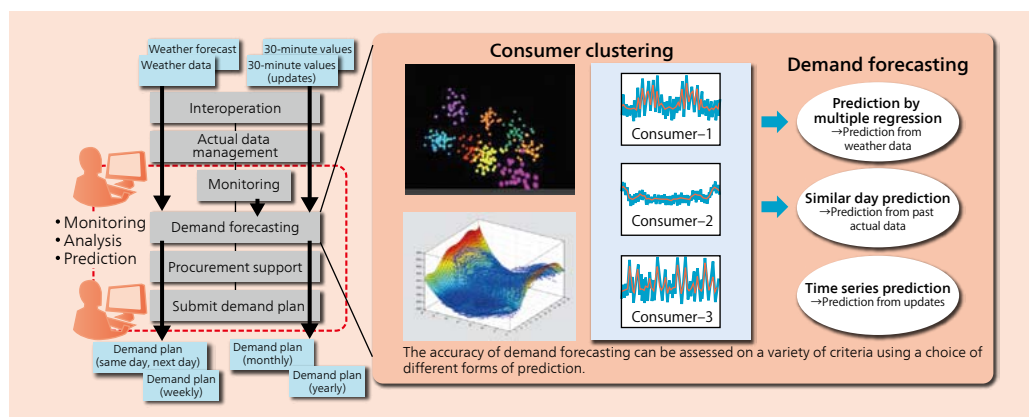 Weather forecast
Weather data
30-minute values
30-minute values
(updates)
Interoperation
Actual data
management
Monitoring
Demand forecasting
Procurement support
Submit demand plan
• Monitoring
• Analysis
• Prediction
Demand plan
(same day, next day)
Demand plan
(weekly)
Demand plan
(monthly)
Demand plan
(yearly)
Consumer clustering
Consumer–1
Consumer–2
Consumer–3
Demand forecasting
Prediction by
multiple regression
→Prediction from
weather data
Similar day prediction
→Prediction from past
actual data
Time series prediction
→Prediction from updates
The accuracy of demand forecasting can be assessed on a variety of criteria using a choice of
different forms of prediction.